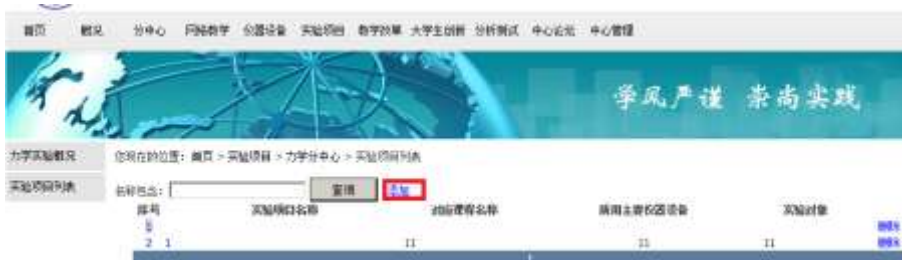 首页 概况 分中心 网络教学 仪器设备 实验项目 教学效果 大学生创新 分析测试 中心论坛 中心管理
学风严谨 崇尚实践
力学实验概况
您现在的位置：首页 > 实验项目 > 力学分中心 > 实验项目列表
实验项目列表
名称包含： 查询 添加
序号 实验项目名称 对应课程名称 所用主要仪器设备 实验对象
1 删除
2 1 11 11 11 删除